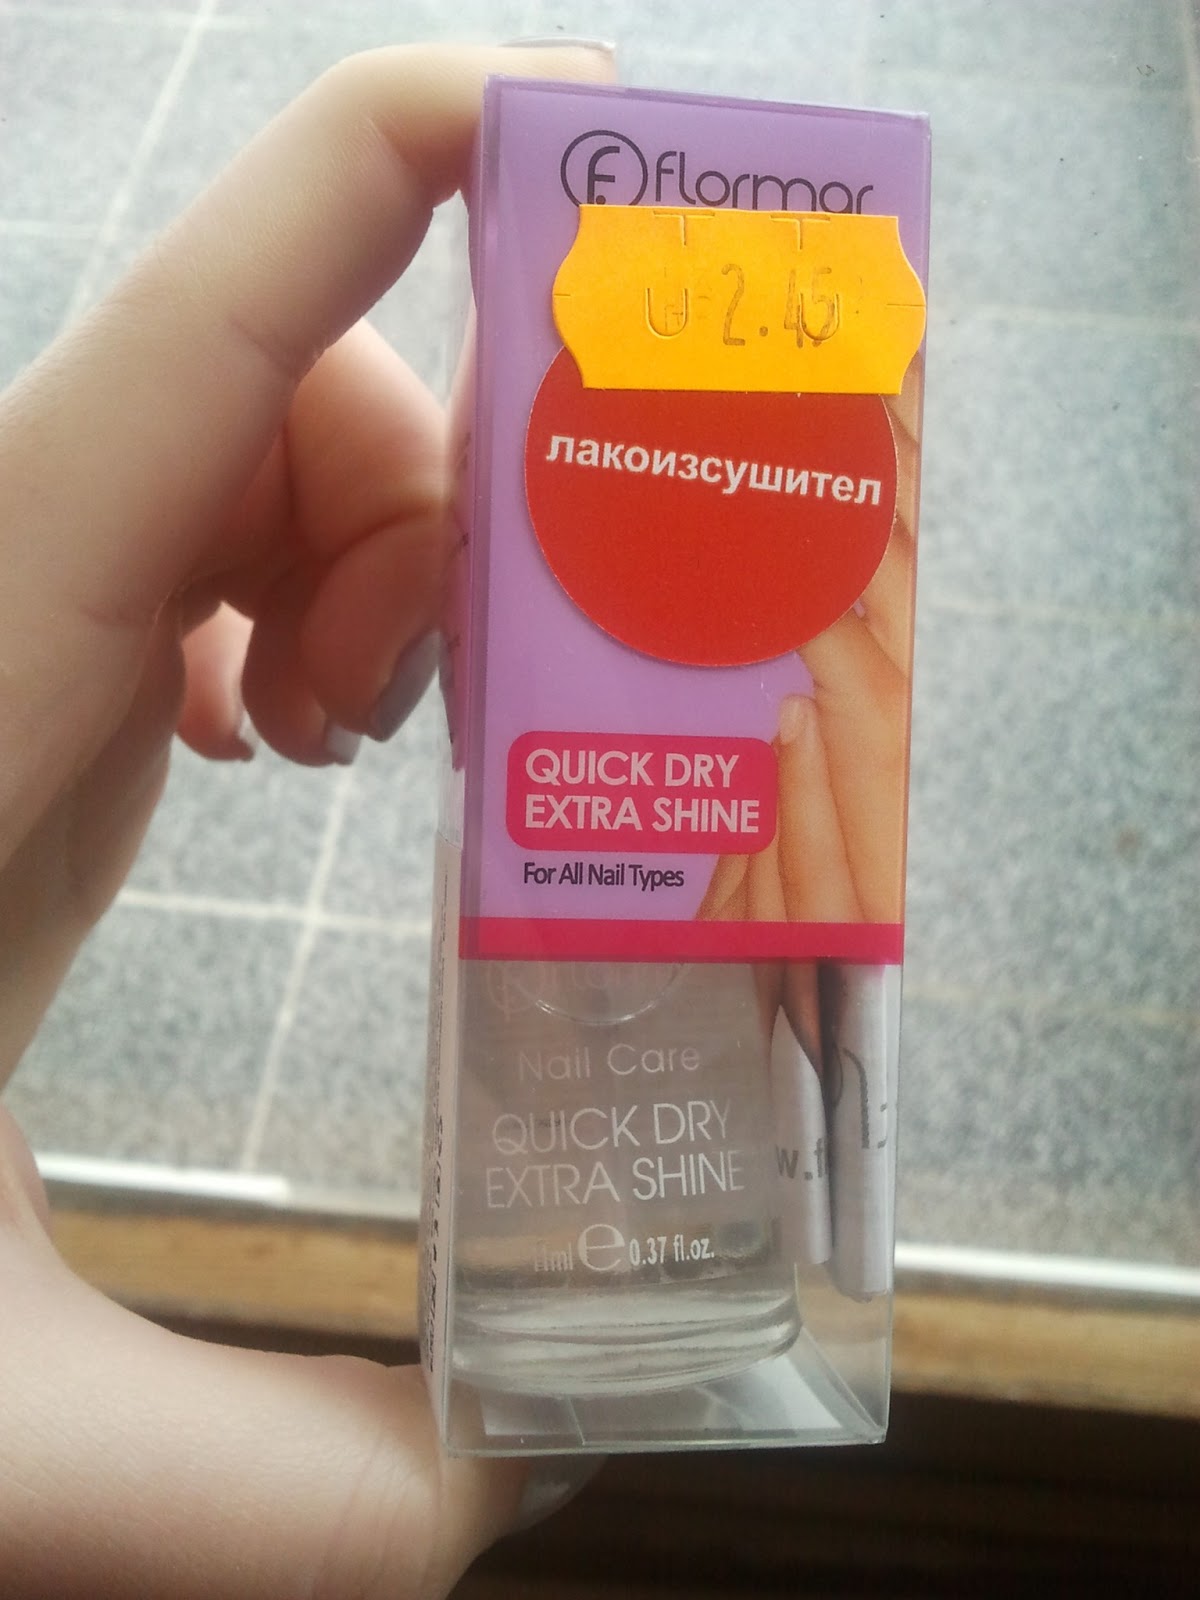 flormar
2.45
лакоизсушител
QUICK DRY
EXTRA SHINE
For All Nail Types
Nail Care
QUICK DRY
EXTRA SHINE
11ml e 0.37 fl.oz.